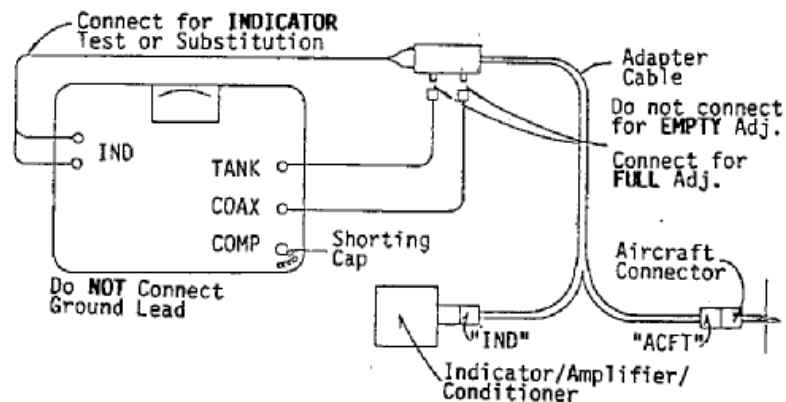 Connect for INDICATOR
Test or Substitution
Adapter
Cable
Do not connect
for EMPTY Adj.
Connect for
FULL Adj.
IND
TANK
COAX
COMP
Shorting
Cap
Do NOT Connect
Ground Lead
Aircraft
Connector
"IND"
"ACFT"
Indicator/Amplifier/
Conditioner